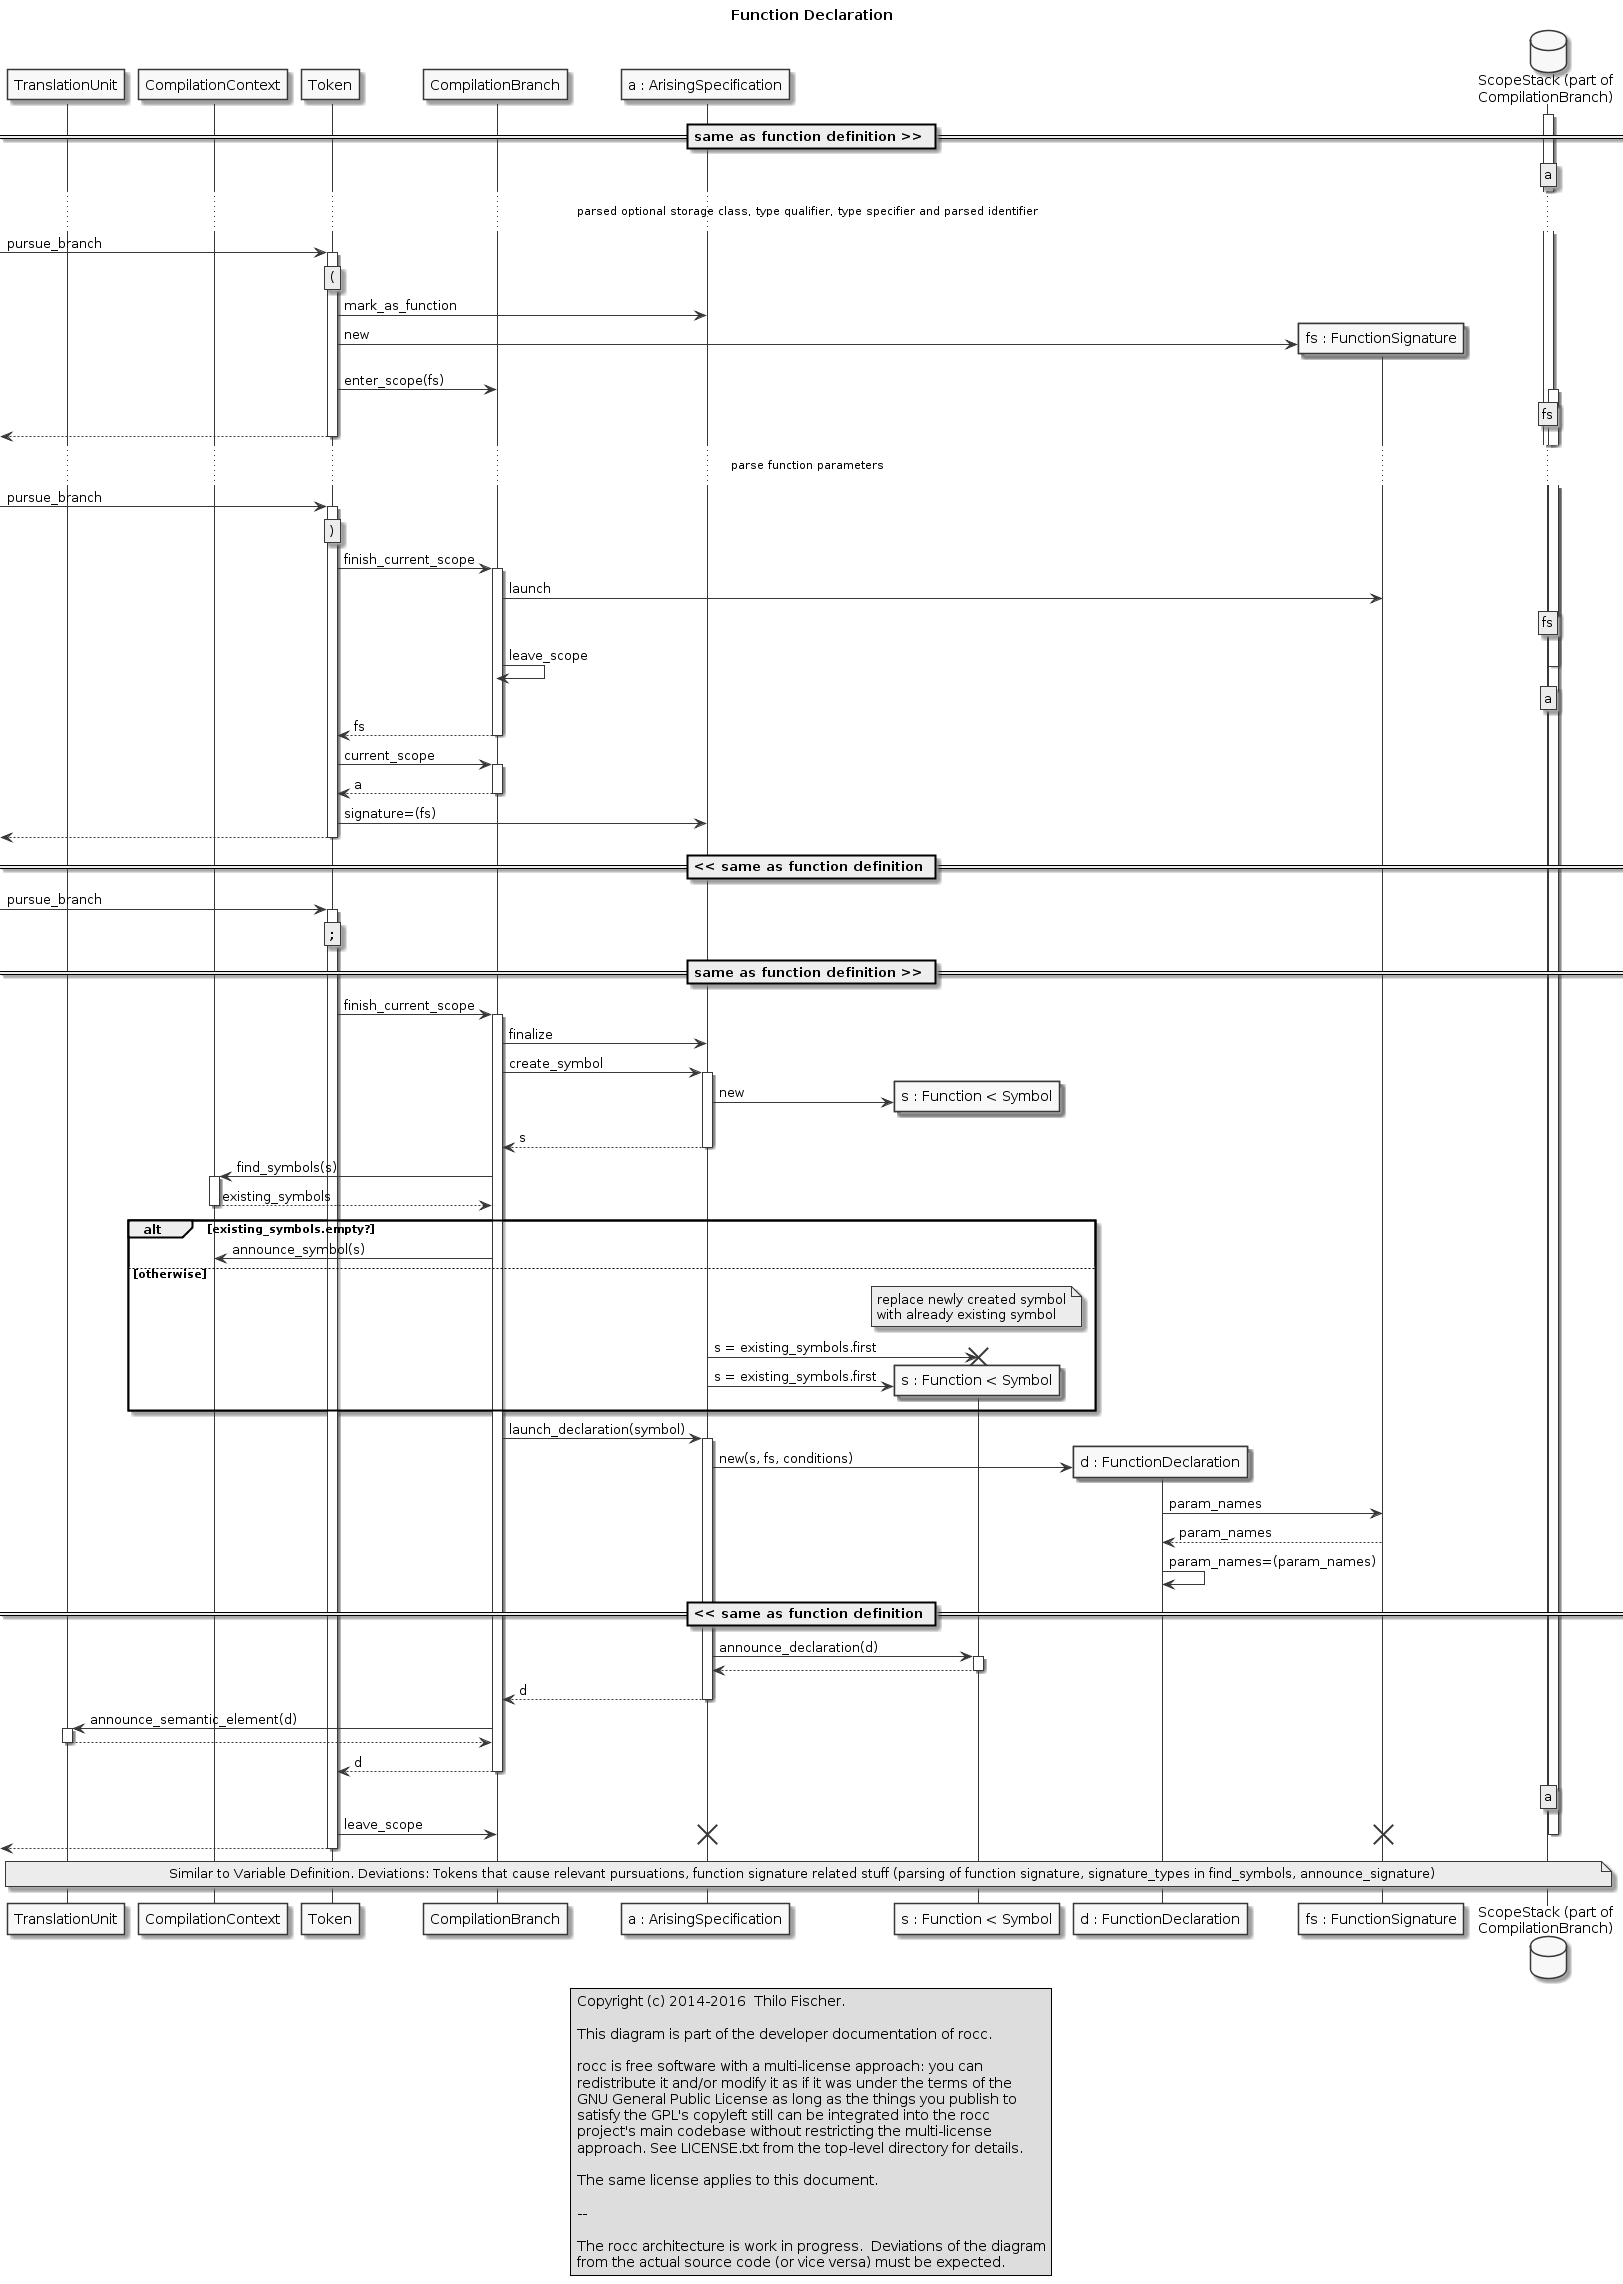 Function Declaration
TranslationUnit
CompilationContext
Token
CompilationBranch
a : ArisingSpecification
ScopeStack (part of
CompilationBranch)
same as function definition >>
a
parsed optional storage class, type qualifier, type specifier and parsed identifier
pursue_branch
(
mark_as_function
new
fs : FunctionSignature
enter_scope(fs)
fs
parse function parameters
pursue_branch
)
finish_current_scope
launch
fs
leave_scope
a
fs
current_scope
a
signature=(fs)
<< same as function definition
pursue_branch
;
same as function definition >>
finish_current_scope
finalize
create_symbol
new
s : Function < Symbol
s
find_symbols(s)
existing_symbols
alt
[existing_symbols.empty?]
announce_symbol(s)
[otherwise]
replace newly created symbol
with already existing symbol
s = existing_symbols.first
s = existing_symbols.first
s : Function < Symbol
launch_declaration(symbol)
new(s, fs, conditions)
d : FunctionDeclaration
param_names
param_names
param_names=(param_names)
<< same as function definition
announce_declaration(d)
d
announce_semantic_element(d)
d
a
leave_scope
Similar to Variable Definition. Deviations: Tokens that cause relevant pursuations, function signature related stuff (parsing of function signature, signature_types in find_symbols, announce_signature)
TranslationUnit
CompilationContext
Token
CompilationBranch
a : ArisingSpecification
s : Function < Symbol
d : FunctionDeclaration
fs : FunctionSignature
ScopeStack (part of
CompilationBranch)
Copyright (c) 2014-2016  Thilo Fischer.
This diagram is part of the developer documentation of rocc.
rocc is free software with a multi-license approach: you can
redistribute it and/or modify it as if it was under the terms of the
GNU General Public License as long as the things you publish to
satisfy the GPL's copyleft still can be integrated into the rocc
project's main codebase without restricting the multi-license
approach. See LICENSE.txt from the top-level directory for details.
The same license applies to this document.
--
The rocc architecture is work in progress.  Deviations of the diagram
from the actual source code (or vice versa) must be expected.